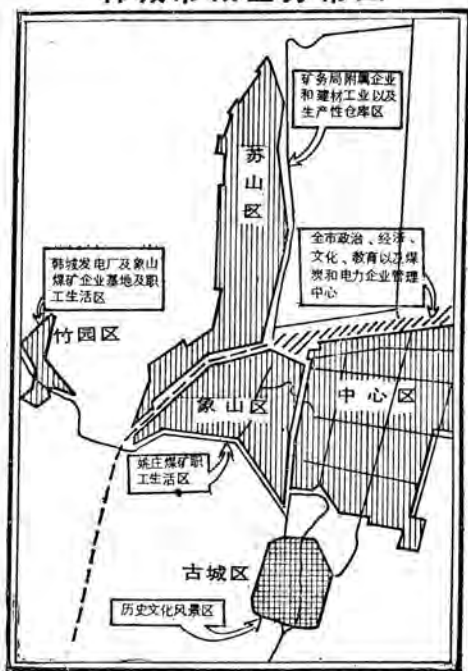 矿务局附属企业
和建材工业以及
生产性仓库区
苏山区
全市政治、经济、
文化、教育以及煤
炭和电力企业管理
中心
韩城发电厂及象山
煤矿企业基地及职
工生活区
竹园区
象山区
中心区
姚庄煤矿职
工生活区
古城区
历史文化风景区